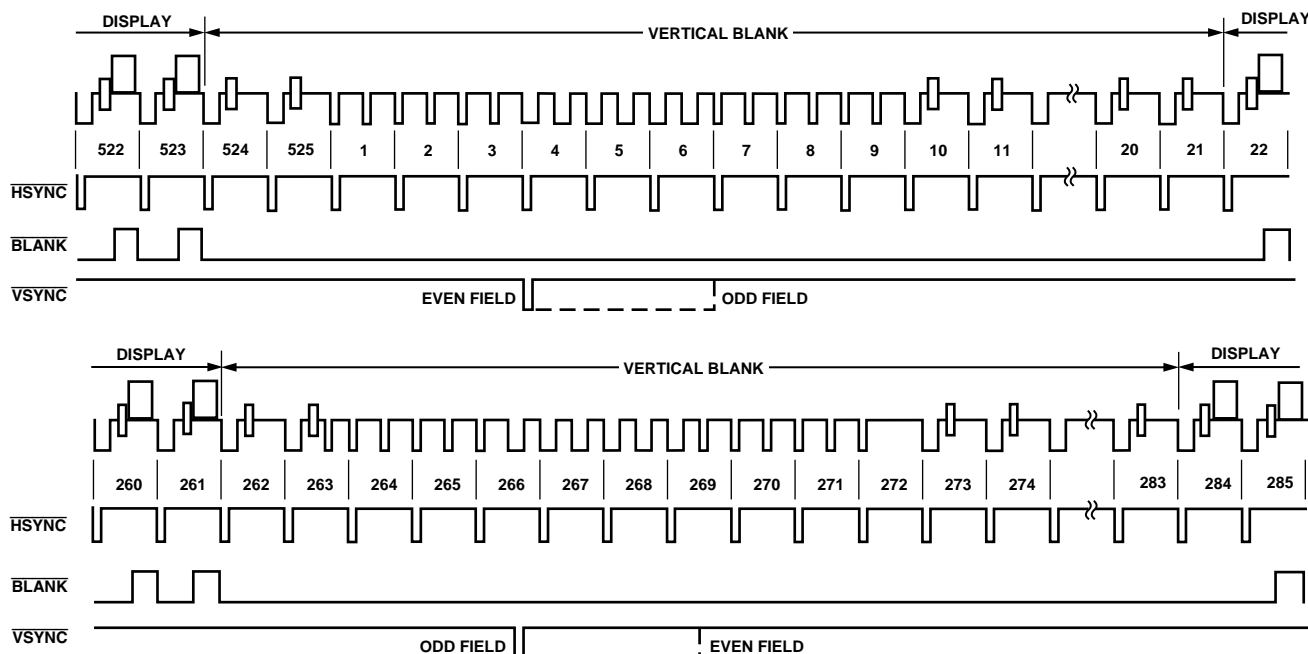 DISPLAY VERTICAL BLANK DISPLAY
522 523 524 525 1 2 3 4 5 6 7 8 9 10 11 20 21 22
HSYNC
BLANK
VSYNC EVEN FIELD ODD FIELD
DISPLAY VERTICAL BLANK DISPLAY
260 261 262 263 264 265 266 267 268 269 270 271 272 273 274 283 284 285
HSYNC
BLANK
VSYNC ODD FIELD EVEN FIELD